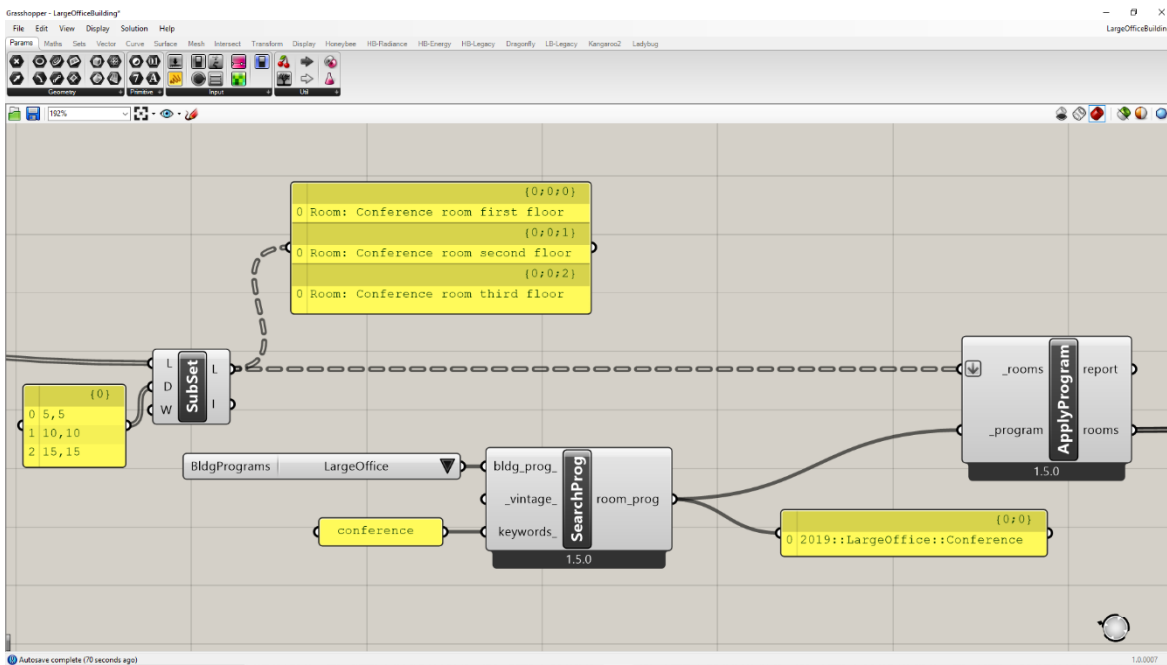 Grasshopper - LargeOfficeBuilding*
File Edit View Display Solution Help
LargeOfficeBuildin
Params Maths Sets Vector Curve Surface Mesh Intersect Transform Display Honeybee HB-Radiance HB-Energy HB-Legacy Dragonfly LB-Legacy Kangaroo2 Ladybug
Geometry Primitive Input Util
192%
{0;0;0}
0 Room: Conference room first floor
{0;0;1}
0 Room: Conference room second floor
{0;0;2}
0 Room: Conference room third floor
L
D
W
SubSet
L
I
{0}
0 5,5
1 10,10
2 15,15
BldgPrograms LargeOffice
conference
bldg_prog_
_vintage_
keywords_
SearchProg
room_prog
1.5.0
{0;0}
0 2019::LargeOffice::Conference
_rooms
_program
ApplyProgram
report
rooms
1.5.0
Autosave complete (70 seconds ago)
1.0.0007